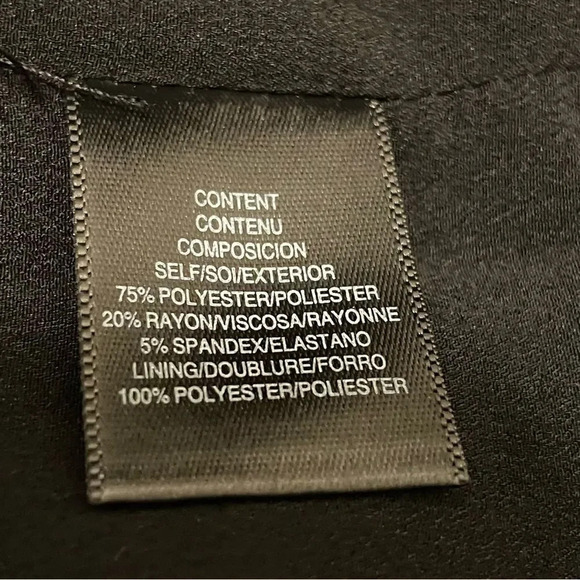 CONTENT
CONTENU
COMPOSICION
SELF/SOI/EXTERIOR
75% POLYESTER/POLIESTER
20% RAYON/VISCOSA/RAYONNE
5% SPANDEX/ELASTANO
LINING/DOUBLURE/FORRO
100% POLYESTER/POLIESTER